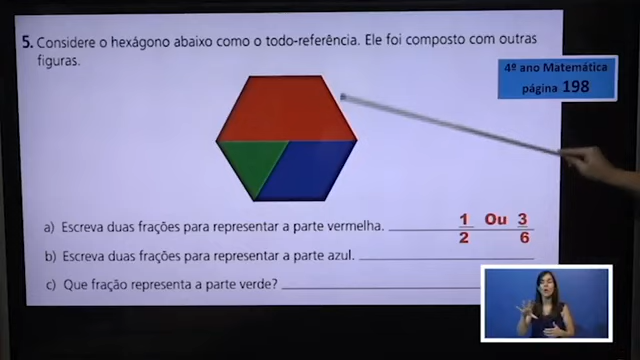 5. Considere o hexágono abaixo como o todo-referência. Ele foi composto com outras
figuras.
4º ano Matemática
página 198
a) Escreva duas frações para representar a parte vermelha. 1/2 Ou 3/6
b) Escreva duas frações para representar a parte azul.
c) Que fração representa a parte verde?